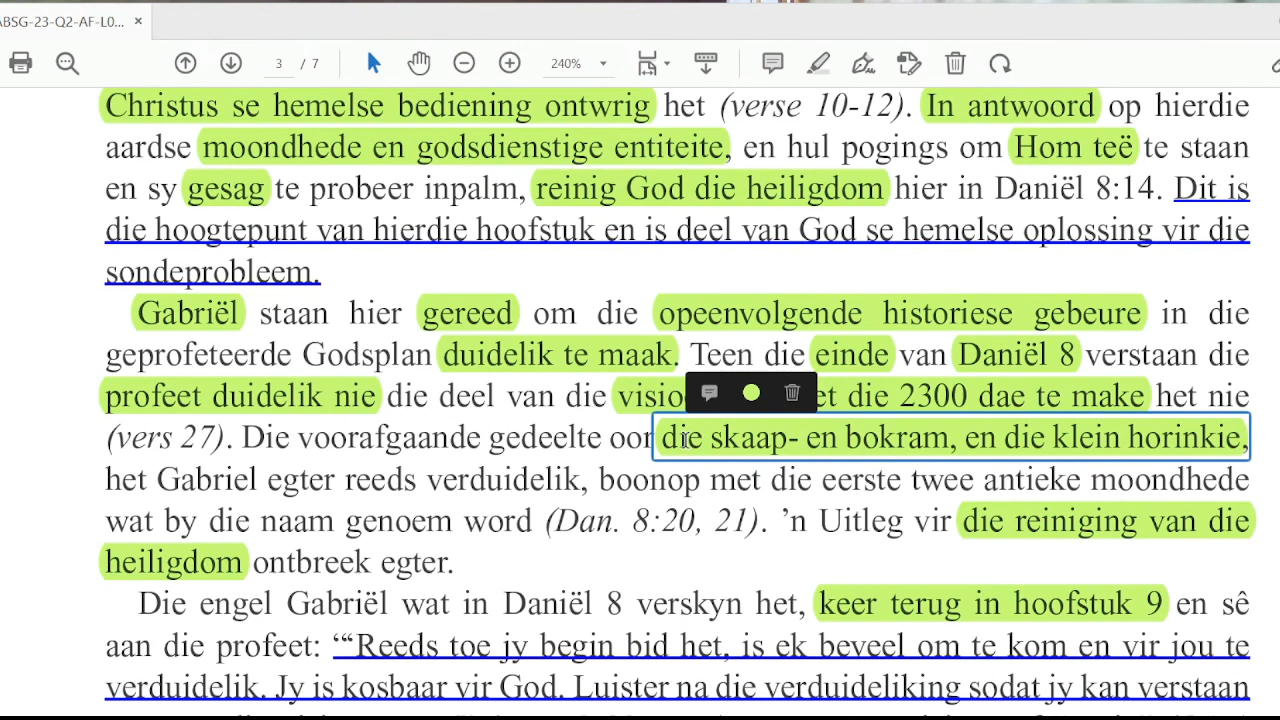 ABSG-23-Q2-AF-L0...
3 / 7
240%
Christus se hemelse bediening ontwrig het (verse 10-12). In antwoord op hierdie
aardse moondhede en godsdienstige entiteite, en hul pogings om Hom teë te staan
en sy gesag te probeer inpalm, reinig God die heiligdom hier in Daniël 8:14. Dit is
die hoogtepunt van hierdie hoofstuk en is deel van God se hemelse oplossing vir die
sondeprobleem.
Gabriël staan hier gereed om die opeenvolgende historiese gebeure in die
geprofeteerde Godsplan duidelik te maak. Teen die einde van Daniël 8 verstaan die
profeet duidelik nie die deel van die die 2300 dae te make het nie
(vers 27). Die voorafgaande gedeelte oor die skaap- en bokram, en die klein horinkie,
het Gabriel egter reeds verduidelik, boonop met die eerste twee antieke moondhede
wat by die naam genoem word (Dan. 8:20, 21). ’n Uitleg vir die reiniging van die
heiligdom ontbreek egter.
Die engel Gabriël wat in Daniël 8 verskyn het, keer terug in hoofstuk 9 en sê
aan die profeet: “‘Reeds toe jy begin bid het, is ek beveel om te kom en vir jou te
verduidelik. Jy is kosbaar vir God. Luister na die verduideliking sodat jy kan verstaan